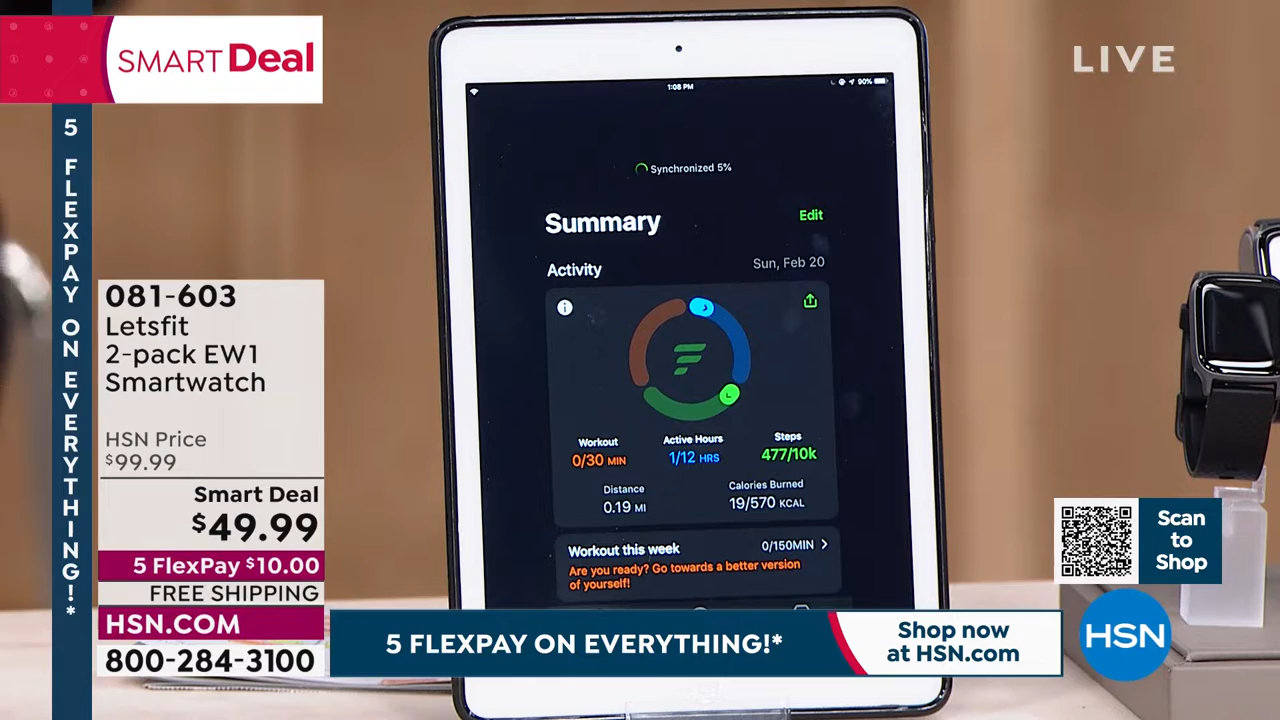 SMART Deal
LIVE
5 FLEXPAY ON EVERYTHING!*
081-603
Letsfit
2-pack EW1
Smartwatch
HSN Price
$99.99
Smart Deal
$49.99
5 FlexPay $10.00
FREE SHIPPING
HSN.COM
800-284-3100
1:08 PM
90%
Synchronized 5%
Summary
Edit
Activity
Sun, Feb 20
Workout
0/30 MIN
Active Hours
1/12 HRS
Steps
477/10k
Distance
0.19 MI
Calories Burned
19/570 KCAL
Workout this week
0/150MIN
Are you ready? Go towards a better version
of yourself!
Scan
to
Shop
5 FLEXPAY ON EVERYTHING!*
Shop now
at HSN.com
HSN